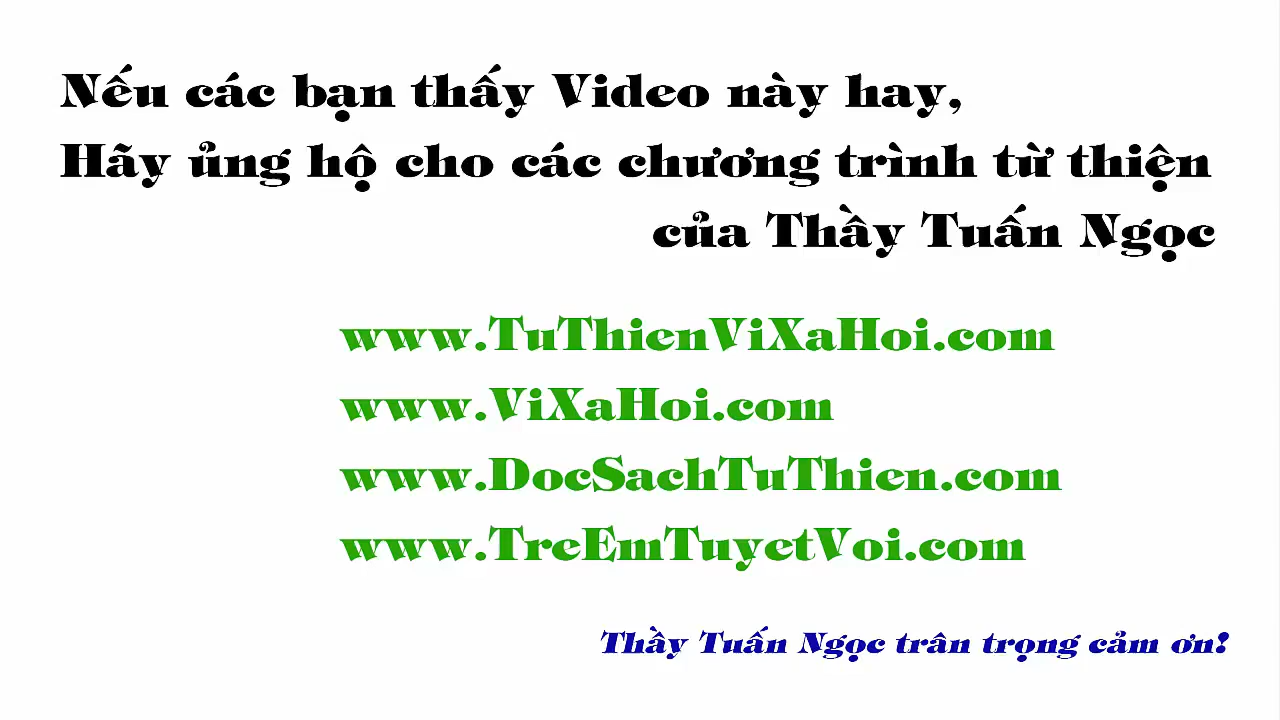 Nếu các bạn thấy Video này hay,
Hãy ủng hộ cho các chương trình từ thiện
của Thầy Tuấn Ngọc
www.TuThienViXaHoi.com
www.ViXaHoi.com
www.DocSachTuThien.com
www.TreEmTuyetVoi.com
Thầy Tuấn Ngọc trân trọng cảm ơn!